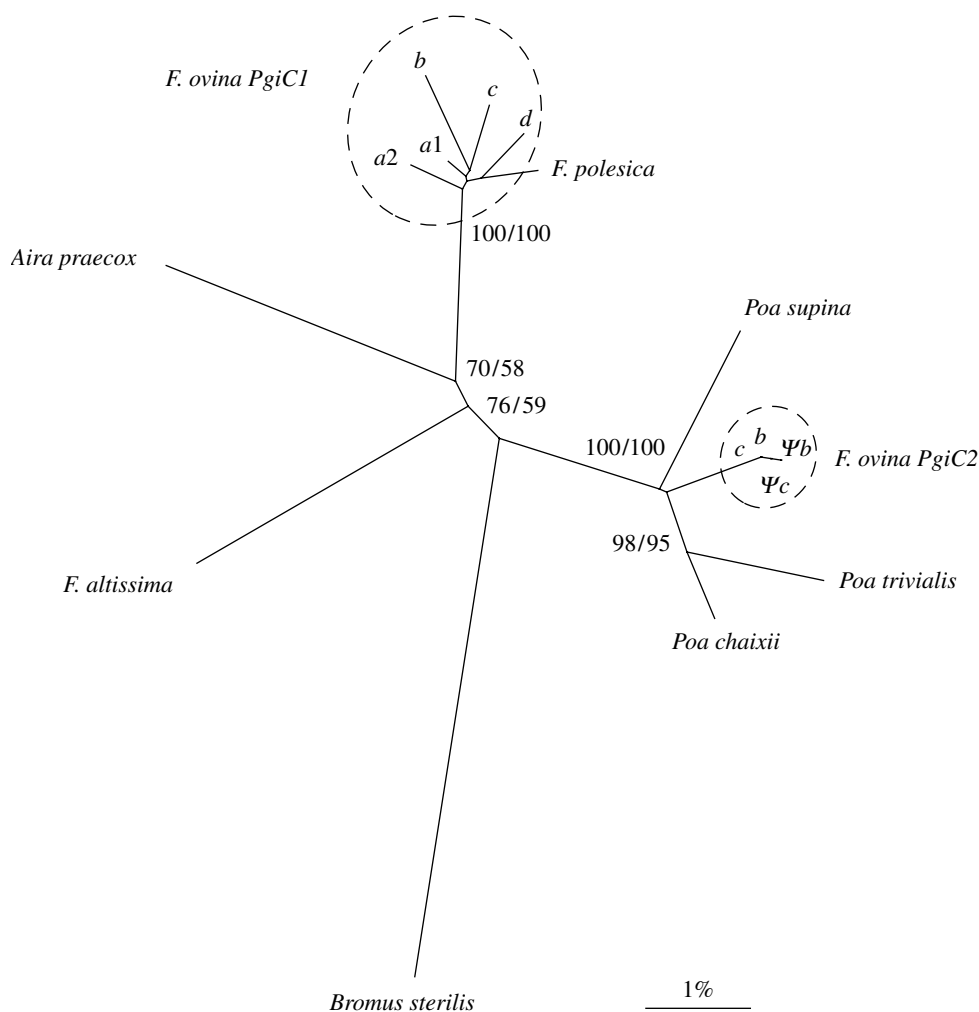 b
F. ovina PgiC1
c
d
a1
a2
F. polesica
100/100
Aira praecox
Poa supina
70/58
76/59
100/100
c b Ψb
F. ovina PgiC2
Ψc
98/95
F. altissima
Poa trivialis
Poa chaixii
1%
Bromus sterilis